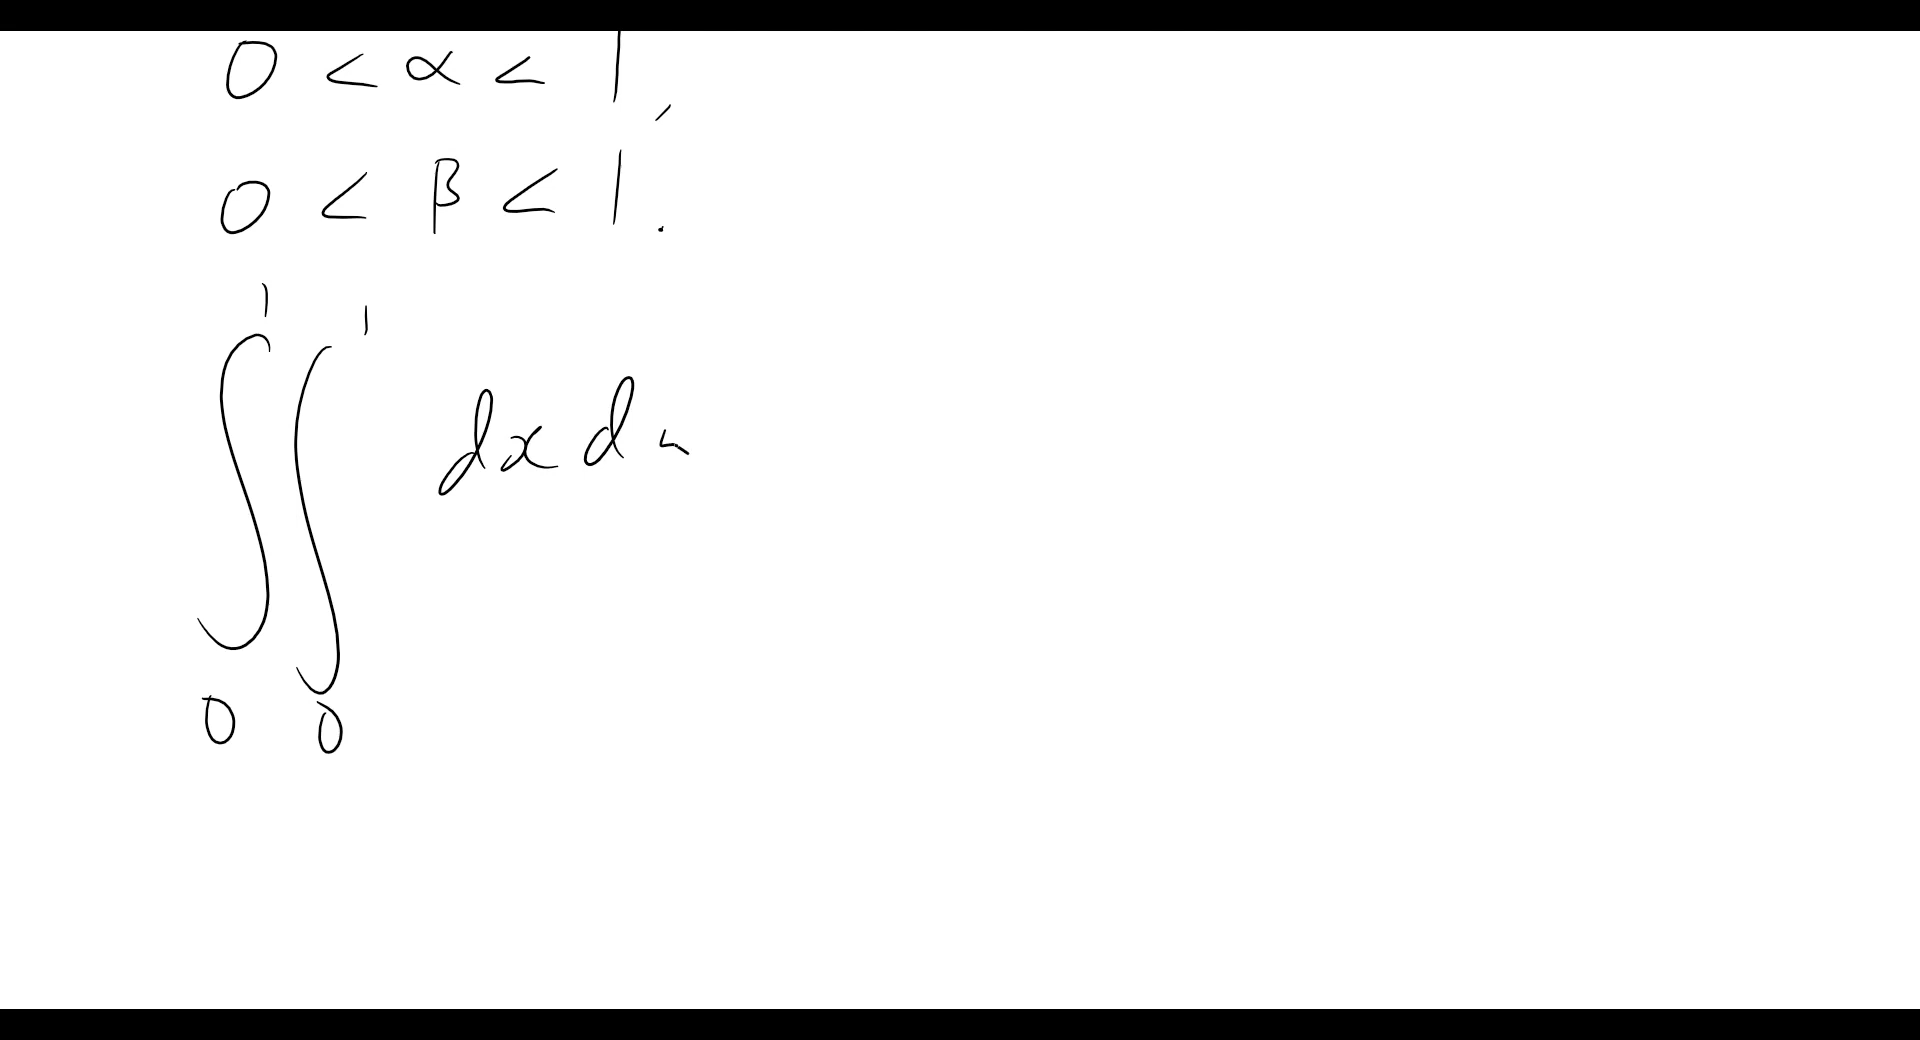 0 < α < 1,
0 < β < 1.
∫₀¹ ∫₀¹ dx d